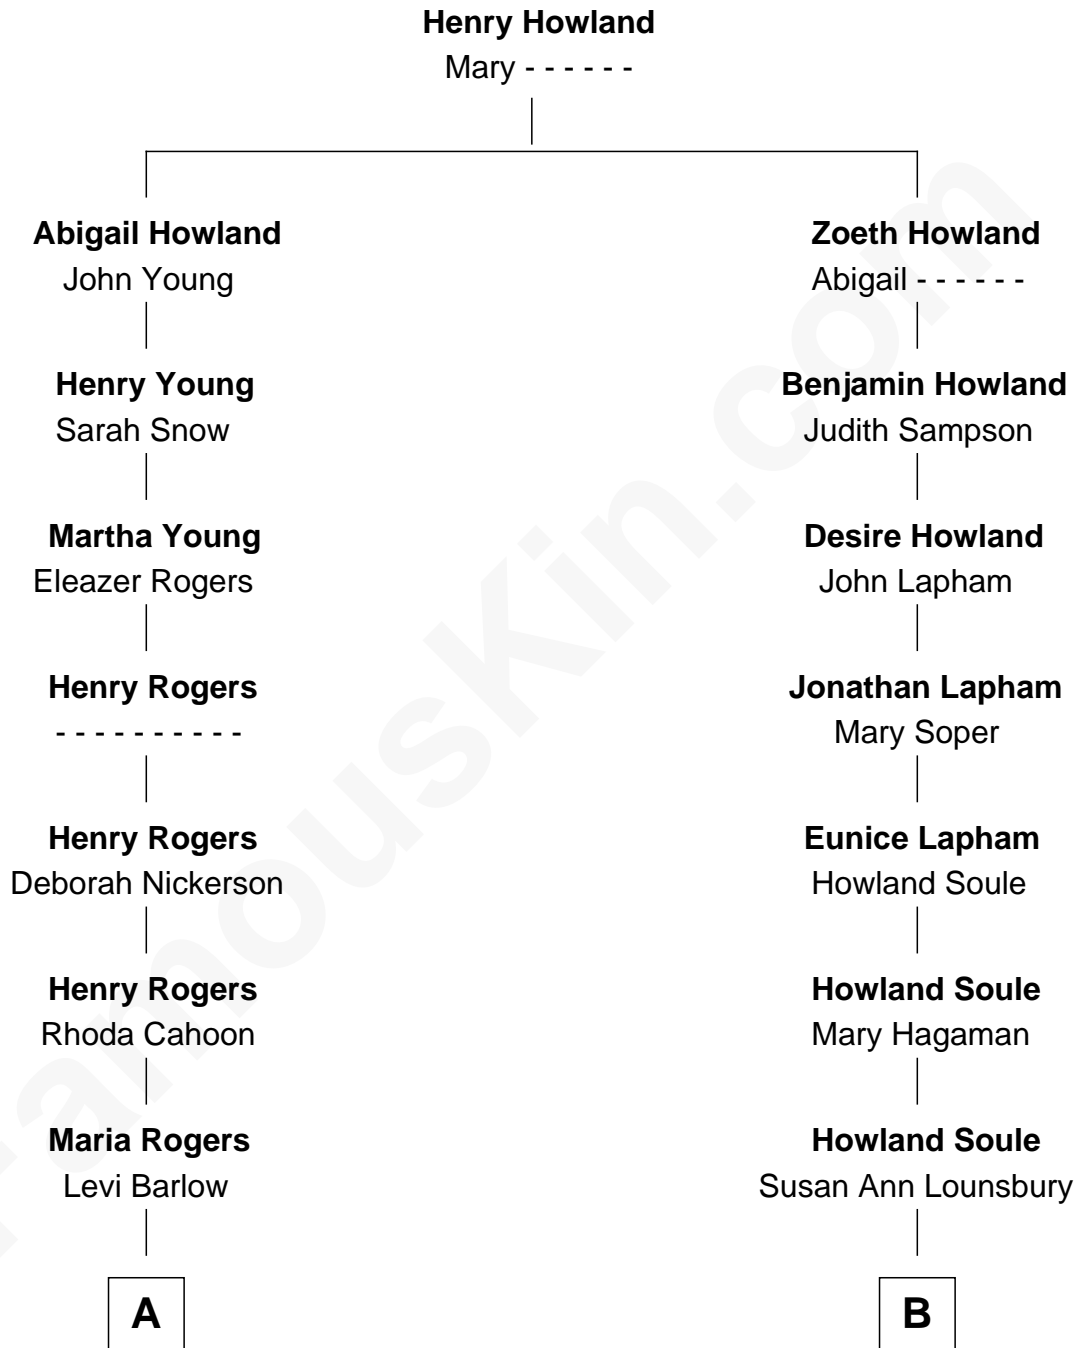 Henry Howland
Mary - - - - - -
Abigail Howland
John Young
Zoeth Howland
Abigail - - - - - -
Henry Young
Sarah Snow
Benjamin Howland
Judith Sampson
Martha Young
Eleazer Rogers
Desire Howland
John Lapham
Henry Rogers
- - - - - - - - - -
Jonathan Lapham
Mary Soper
Henry Rogers
Deborah Nickerson
Eunice Lapham
Howland Soule
Henry Rogers
Rhoda Cahoon
Howland Soule
Mary Hagaman
Maria Rogers
Levi Barlow
Howland Soule
Susan Ann Lounsbury
A
B
FamousKin.com